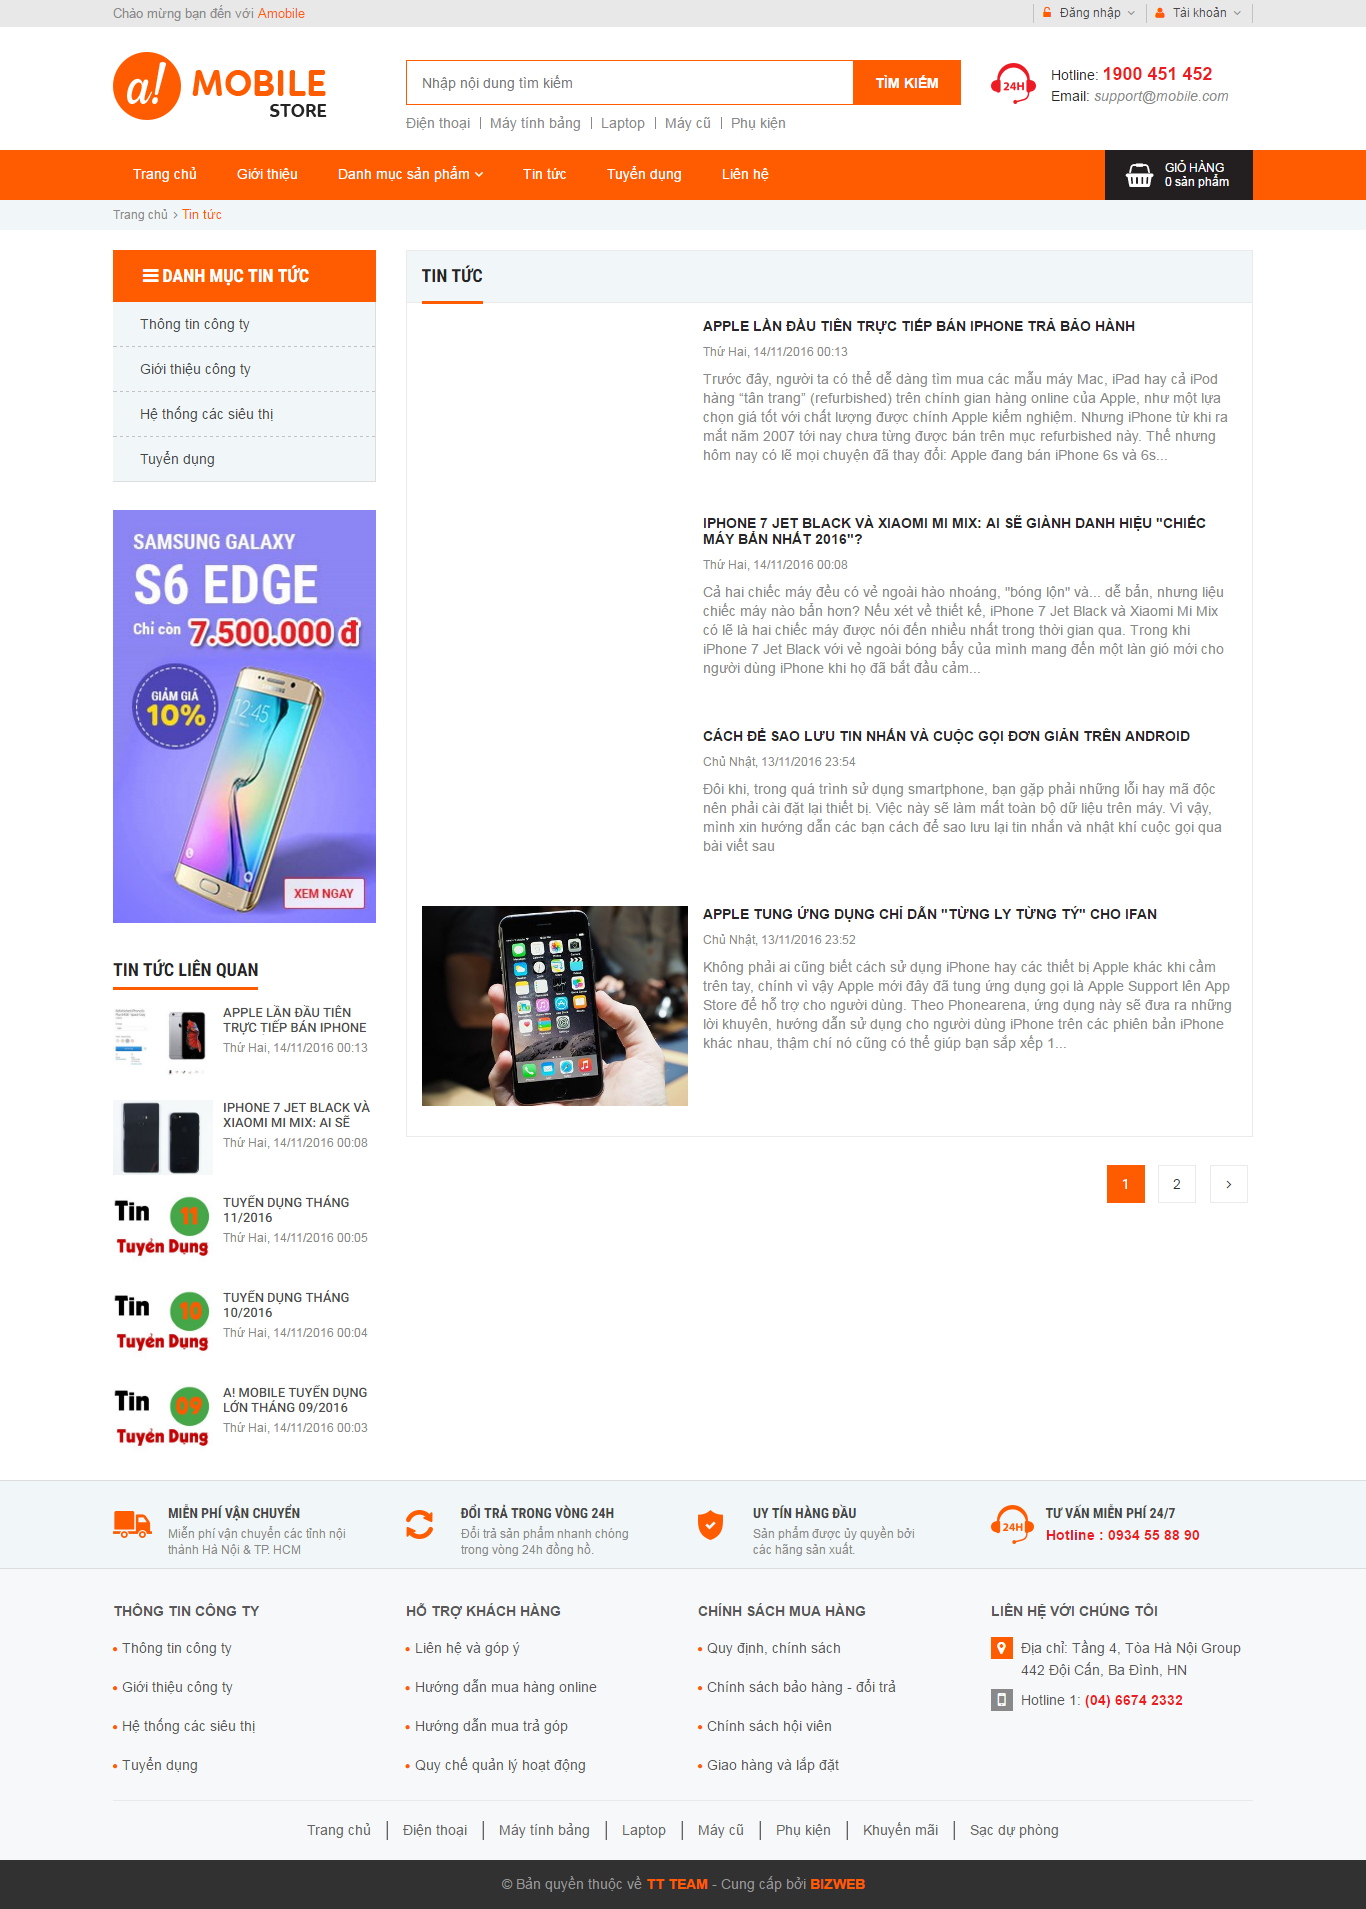 Chào mừng bạn đến với Amobile
Đăng nhập
Tài khoản
a! MOBILE
STORE
Nhập nội dung tìm kiếm
TÌM KIẾM
Điện thoại | Máy tính bảng | Laptop | Máy cũ | Phụ kiện
24H
Hotline: 1900 451 452
Email: support@mobile.com
Trang chủ
Giới thiệu
Danh mục sản phẩm
Tin tức
Tuyển dụng
Liên hệ
GIỎ HÀNG
0 sản phẩm
Trang chủ > Tin tức
DANH MỤC TIN TỨC
Thông tin công ty
Giới thiệu công ty
Hệ thống các siêu thị
Tuyển dụng
SAMSUNG GALAXY
S6 EDGE
Chỉ còn 7.500.000 đ
GIẢM GIÁ
10%
12:45
XEM NGAY
TIN TỨC LIÊN QUAN
APPLE LẦN ĐẦU TIÊN
TRỰC TIẾP BÁN IPHONE
Thứ Hai, 14/11/2016 00:13
IPHONE 7 JET BLACK VÀ
XIAOMI MI MIX: AI SẼ
Thứ Hai, 14/11/2016 00:08
Tin 11
Tuyển Dụng
TUYỂN DỤNG THÁNG
11/2016
Thứ Hai, 14/11/2016 00:05
Tin 10
Tuyển Dụng
TUYỂN DỤNG THÁNG
10/2016
Thứ Hai, 14/11/2016 00:04
Tin 09
Tuyển Dụng
A! MOBILE TUYỂN DỤNG
LỚN THÁNG 09/2016
Thứ Hai, 14/11/2016 00:03
TIN TỨC
APPLE LẦN ĐẦU TIÊN TRỰC TIẾP BÁN IPHONE TRẢ BẢO HÀNH
Thứ Hai, 14/11/2016 00:13
Trước đây, người ta có thể dễ dàng tìm mua các mẫu máy Mac, iPad hay cả iPod
hàng “tân trang” (refurbished) trên chính gian hàng online của Apple, như một lựa
chọn giá tốt với chất lượng được chính Apple kiểm nghiệm. Nhưng iPhone từ khi ra
mắt năm 2007 tới nay chưa từng được bán trên mục refurbished này. Thế nhưng
hôm nay có lẽ mọi chuyện đã thay đổi: Apple đang bán iPhone 6s và 6s...
IPHONE 7 JET BLACK VÀ XIAOMI MI MIX: AI SẼ GIÀNH DANH HIỆU "CHIẾC
MÁY BẨN NHẤT 2016"?
Thứ Hai, 14/11/2016 00:08
Cả hai chiếc máy đều có vẻ ngoài hào nhoáng, "bóng lộn" và... dễ bẩn, nhưng liệu
chiếc máy nào bẩn hơn? Nếu xét về thiết kế, iPhone 7 Jet Black và Xiaomi Mi Mix
có lẽ là hai chiếc máy được nói đến nhiều nhất trong thời gian qua. Trong khi
iPhone 7 Jet Black với vẻ ngoài bóng bẩy của mình mang đến một làn gió mới cho
người dùng iPhone khi họ đã bắt đầu cảm...
CÁCH ĐỂ SAO LƯU TIN NHẮN VÀ CUỘC GỌI ĐƠN GIẢN TRÊN ANDROID
Chủ Nhật, 13/11/2016 23:54
Đôi khi, trong quá trình sử dụng smartphone, bạn gặp phải những lỗi hay mã độc
nên phải cài đặt lại thiết bị. Việc này sẽ làm mất toàn bộ dữ liệu trên máy. Vì vậy,
mình xin hướng dẫn các bạn cách để sao lưu lại tin nhắn và nhật khí cuộc gọi qua
bài viết sau
APPLE TUNG ỨNG DỤNG CHỈ DẪN "TỪNG LY TỪNG TÝ" CHO IFAN
Chủ Nhật, 13/11/2016 23:52
Không phải ai cũng biết cách sử dụng iPhone hay các thiết bị Apple khác khi cầm
trên tay, chính vì vậy Apple mới đây đã tung ứng dụng gọi là Apple Support lên App
Store để hỗ trợ cho người dùng. Theo Phonearena, ứng dụng này sẽ đưa ra những
lời khuyên, hướng dẫn sử dụng cho người dùng iPhone trên các phiên bản iPhone
khác nhau, thậm chí nó cũng có thể giúp bạn sắp xếp 1...
1 2 >
MIỄN PHÍ VẬN CHUYỂN
Miễn phí vận chuyển các tỉnh nội
thành Hà Nội & TP. HCM
ĐỔI TRẢ TRONG VÒNG 24H
Đổi trả sản phẩm nhanh chóng
trong vòng 24h đồng hồ.
UY TÍN HÀNG ĐẦU
Sản phẩm được ủy quyền bởi
các hãng sản xuất.
24H
TƯ VẤN MIỄN PHÍ 24/7
Hotline : 0934 55 88 90
THÔNG TIN CÔNG TY
Thông tin công ty
Giới thiệu công ty
Hệ thống các siêu thị
Tuyển dụng
HỖ TRỢ KHÁCH HÀNG
Liên hệ và góp ý
Hướng dẫn mua hàng online
Hướng dẫn mua trả góp
Quy chế quản lý hoạt động
CHÍNH SÁCH MUA HÀNG
Quy định, chính sách
Chính sách bảo hàng - đổi trả
Chính sách hội viên
Giao hàng và lắp đặt
LIÊN HỆ VỚI CHÚNG TÔI
Địa chỉ: Tầng 4, Tòa Hà Nội Group
442 Đội Cấn, Ba Đình, HN
Hotline 1: (04) 6674 2332
Trang chủ | Điện thoại | Máy tính bảng | Laptop | Máy cũ | Phụ kiện | Khuyến mãi | Sạc dự phòng
© Bản quyền thuộc về TT TEAM - Cung cấp bởi BIZWEB